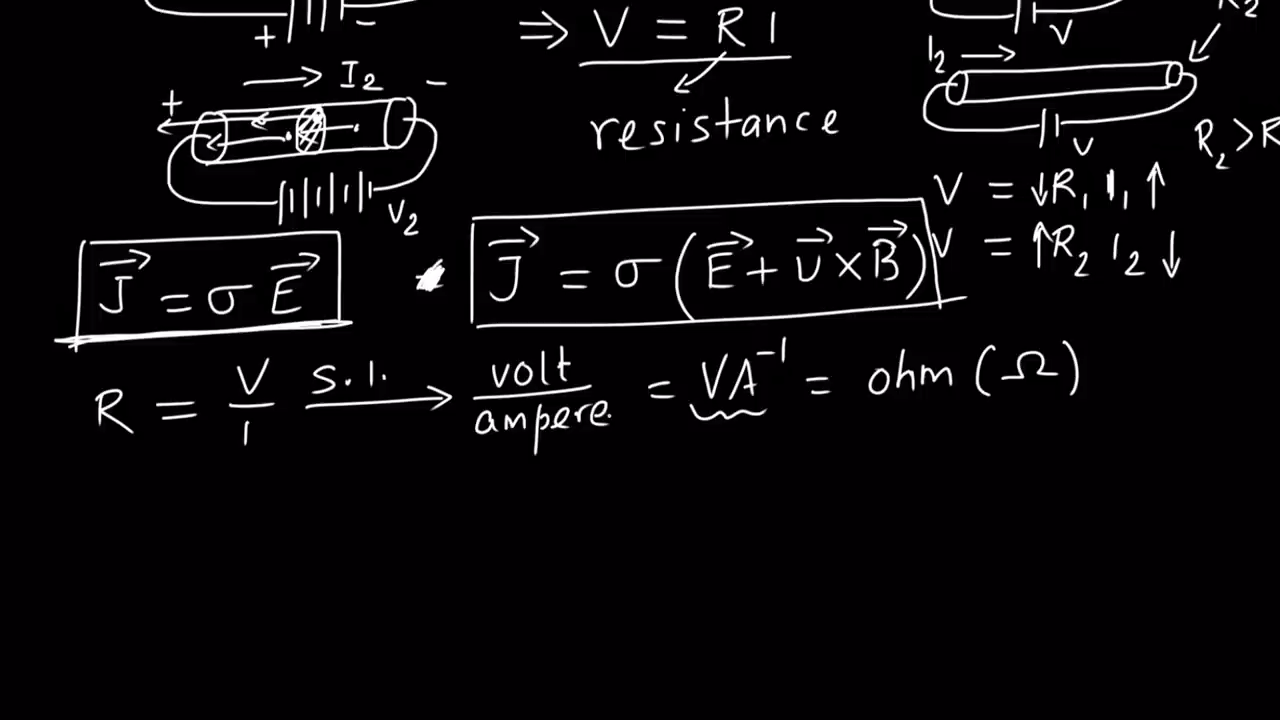 + -
⇒ V = R I
V
I₂ →
+ → I₂ -
resistance
V
R₂ > R
V₂
V = ↓R₁ I₁ ↑
V = ↑R₂ I₂ ↓
J⃗ = σ E⃗
J⃗ = σ (E⃗ + υ⃗ × B⃗)
R = V/I S.I. → volt/ampere = VA⁻¹ = ohm (Ω)